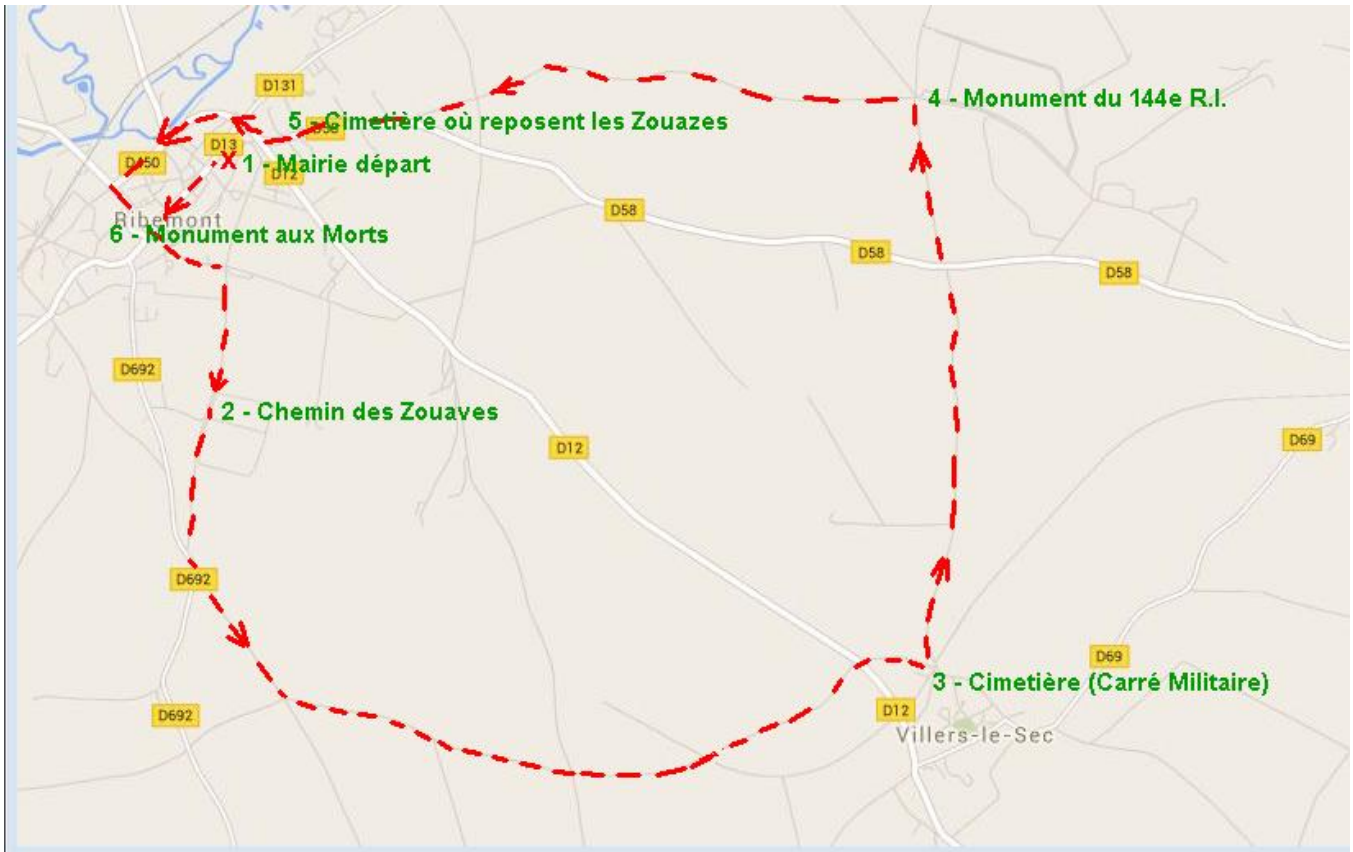 D131
4 - Monument du 144e R.I.
5 - Cimetière où reposent les Zouazes
D58
D13
D150
1 - Mairie départ
D12
Ribemont
D58
6 - Monument aux Morts
D58
D58
D692
2 - Chemin des Zouaves
D12
D69
D692
D69
3 - Cimetière (Carré Militaire)
D692
D12
Villers-le-Sec